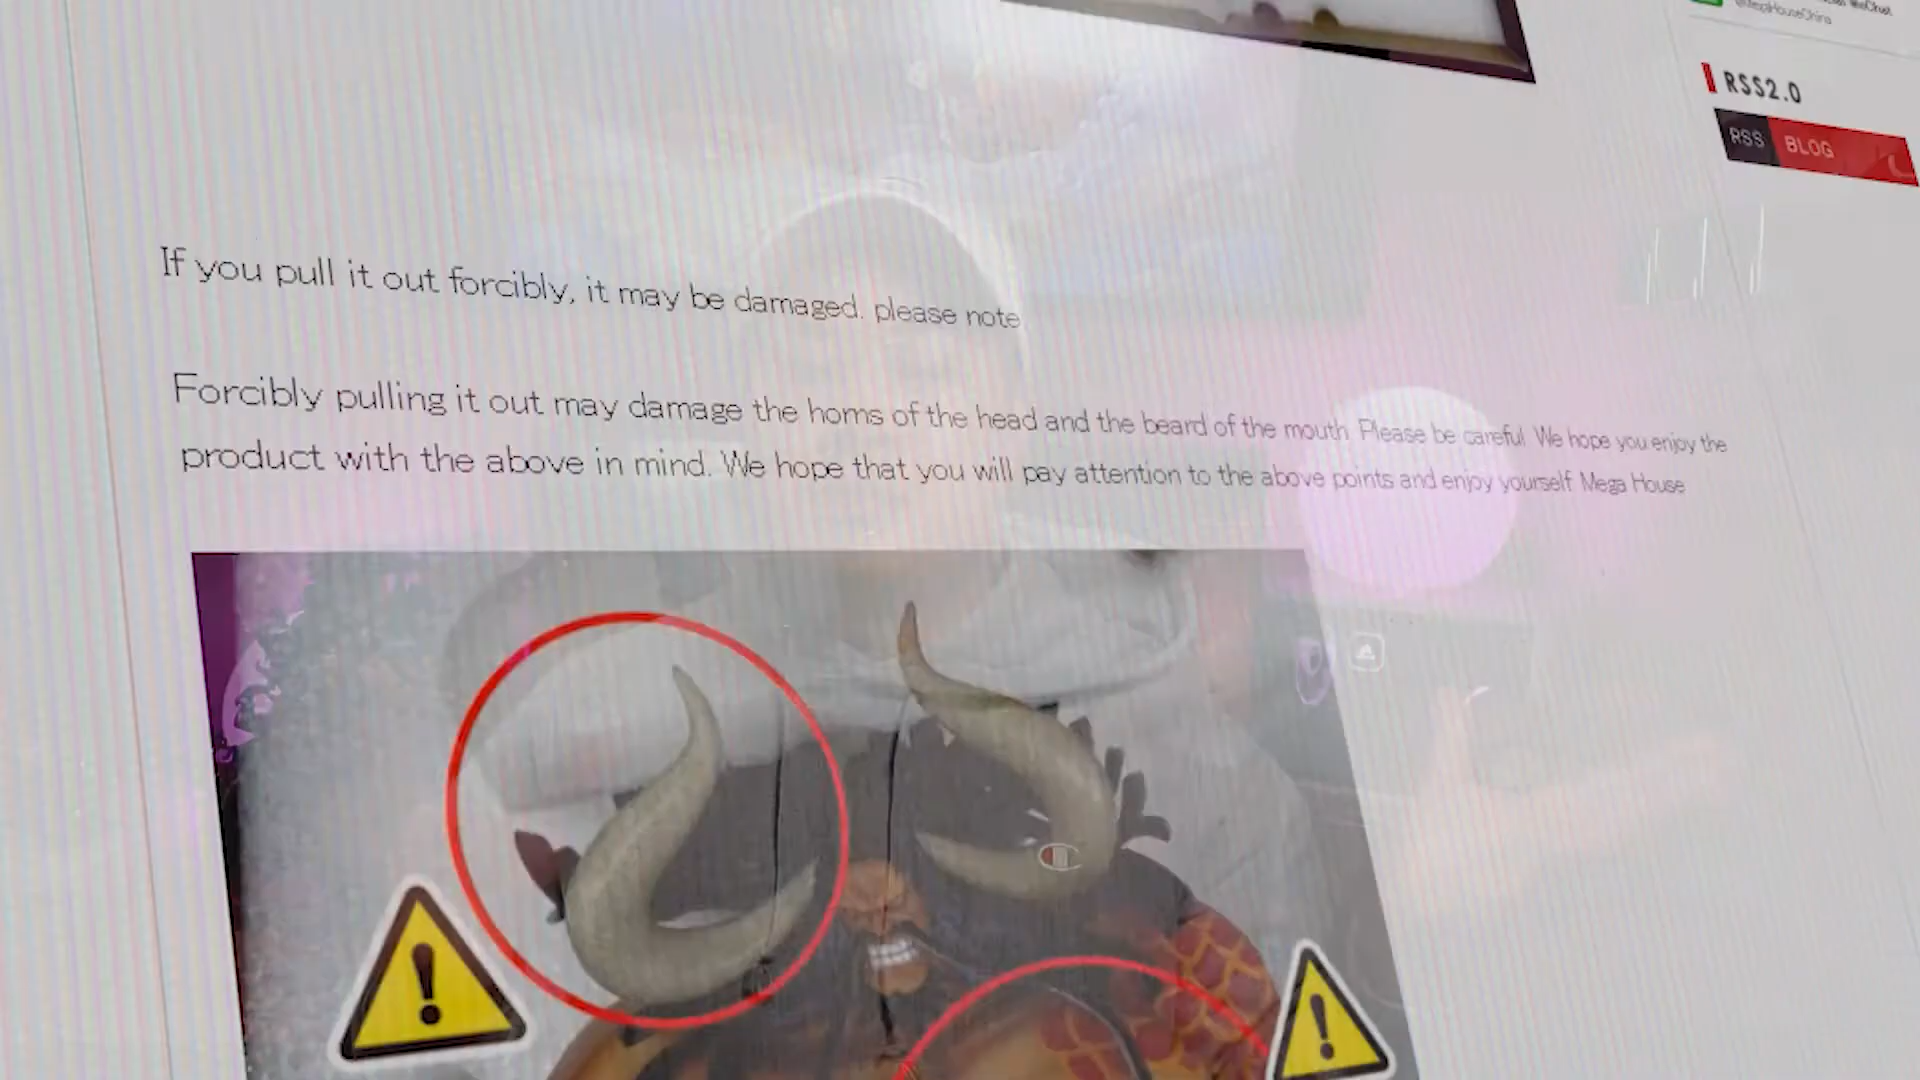 @MegaHouseChina
RSS2.0
RSS BLOG
If you pull it out forcibly, it may be damaged. please note
Forcibly pulling it out may damage the horns of the head and the beard of the mouth. Please be careful. We hope you enjoy the
product with the above in mind. We hope that you will pay attention to the above points and enjoy yourself. Mega House